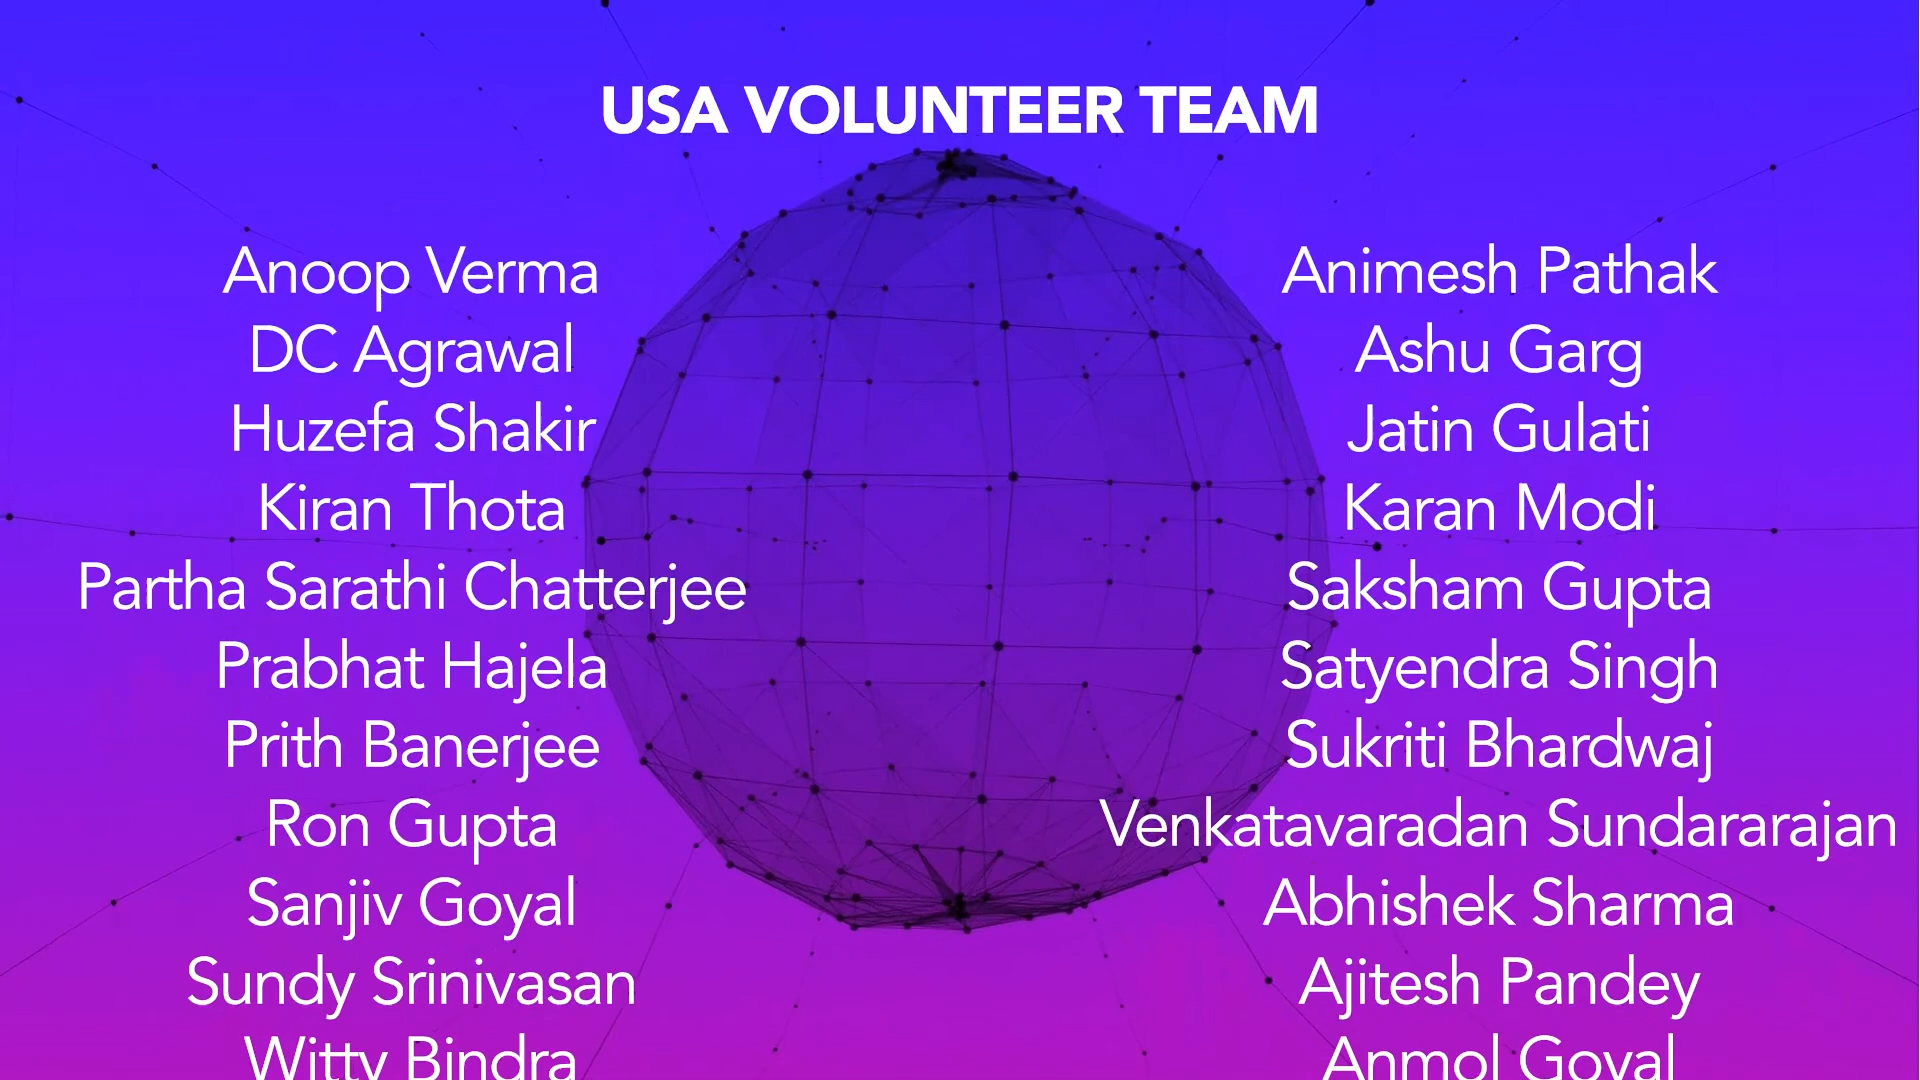 USA VOLUNTEER TEAM
Anoop Verma
DC Agrawal
Huzefa Shakir
Kiran Thota
Partha Sarathi Chatterjee
Prabhat Hajela
Prith Banerjee
Ron Gupta
Sanjiv Goyal
Sundy Srinivasan
Witty Bindra
Animesh Pathak
Ashu Garg
Jatin Gulati
Karan Modi
Saksham Gupta
Satyendra Singh
Sukriti Bhardwaj
Venkatavaradan Sundararajan
Abhishek Sharma
Ajitesh Pandey
Anmol Goyal